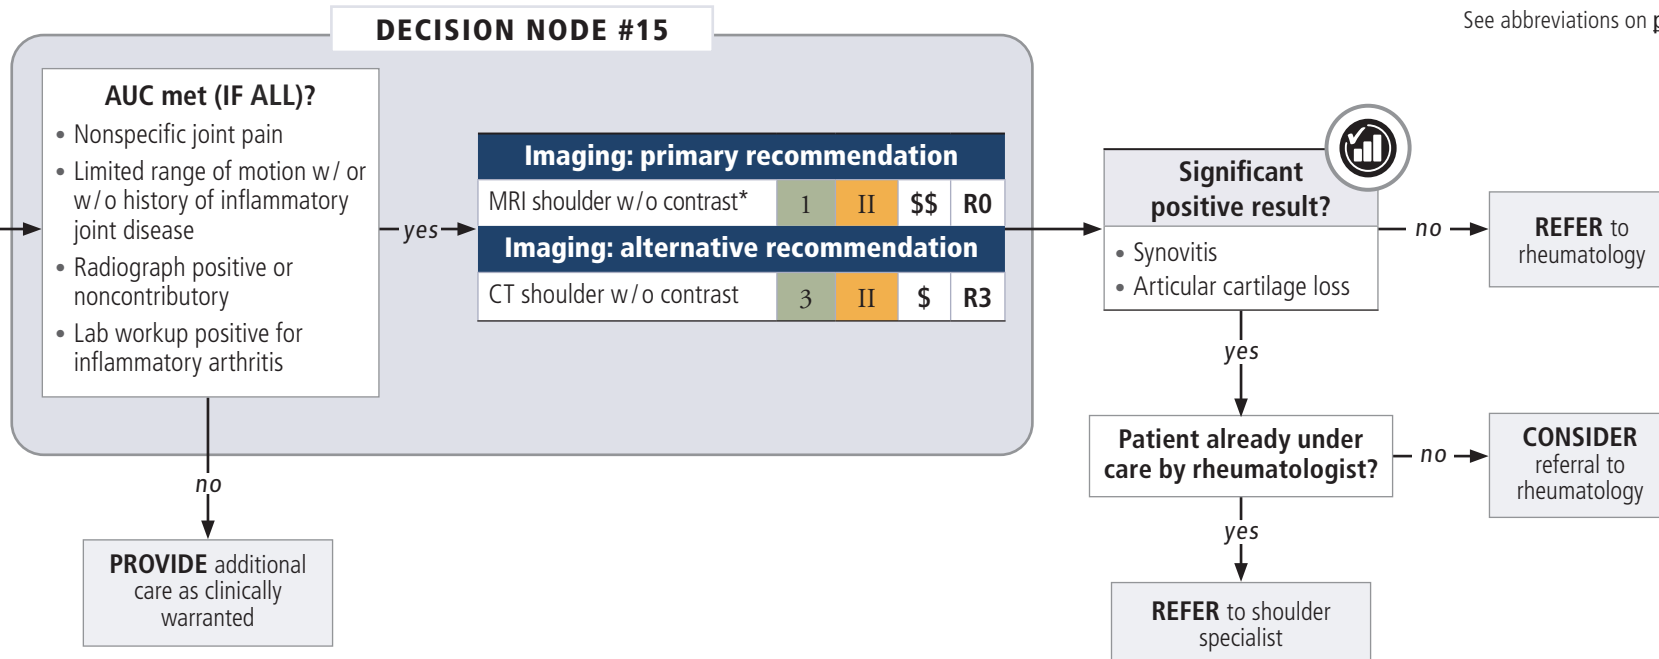 See abbreviations on
DECISION NODE #15
AUC met (IF ALL)?
• Nonspecific joint pain
• Limited range of motion w/ or
w/o history of inflammatory
joint disease
• Radiograph positive or
noncontributory
• Lab workup positive for
inflammatory arthritis
yes
Imaging: primary recommendation
MRI shoulder w/o contrast* 1 II $$ R0
Imaging: alternative recommendation
CT shoulder w/o contrast 3 II $ R3
Significant
positive result?
• Synovitis
• Articular cartilage loss
no
REFER to
rheumatology
yes
Patient already under
care by rheumatologist?
no
CONSIDER
referral to
rheumatology
yes
REFER to shoulder
specialist
no
PROVIDE additional
care as clinically
warranted